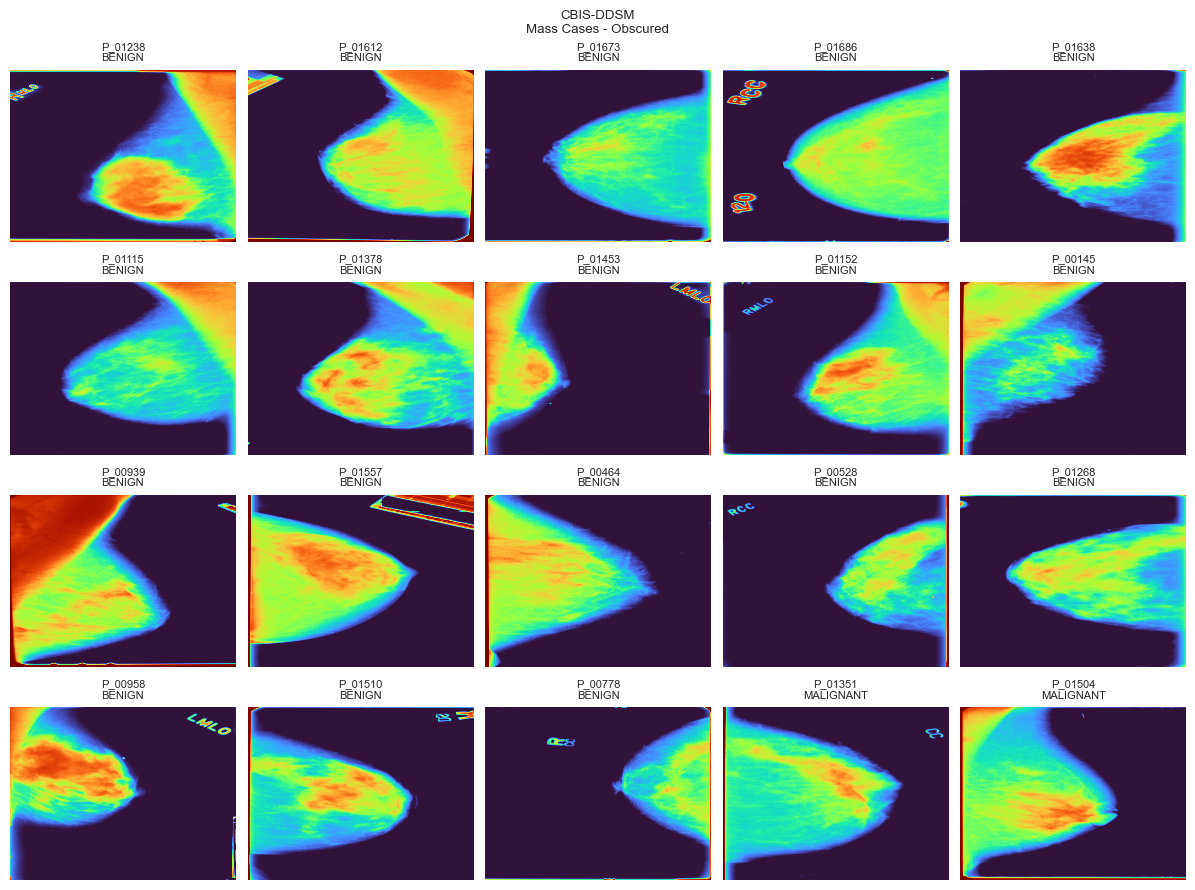 CBIS-DDSM
Mass Cases - Obscured
P_01238
BENIGN
P_01612
BENIGN
P_01673
BENIGN
P_01686
BENIGN
P_01638
BENIGN
RCC
120
P_01115
BENIGN
P_01378
BENIGN
P_01453
BENIGN
P_01152
BENIGN
P_00145
BENIGN
LMLO
RMLO
P_00939
BENIGN
P_01557
BENIGN
P_00464
BENIGN
P_00528
BENIGN
P_01268
BENIGN
RCC
P_00958
BENIGN
P_01510
BENIGN
P_00778
BENIGN
P_01351
MALIGNANT
P_01504
MALIGNANT
LMLO
R